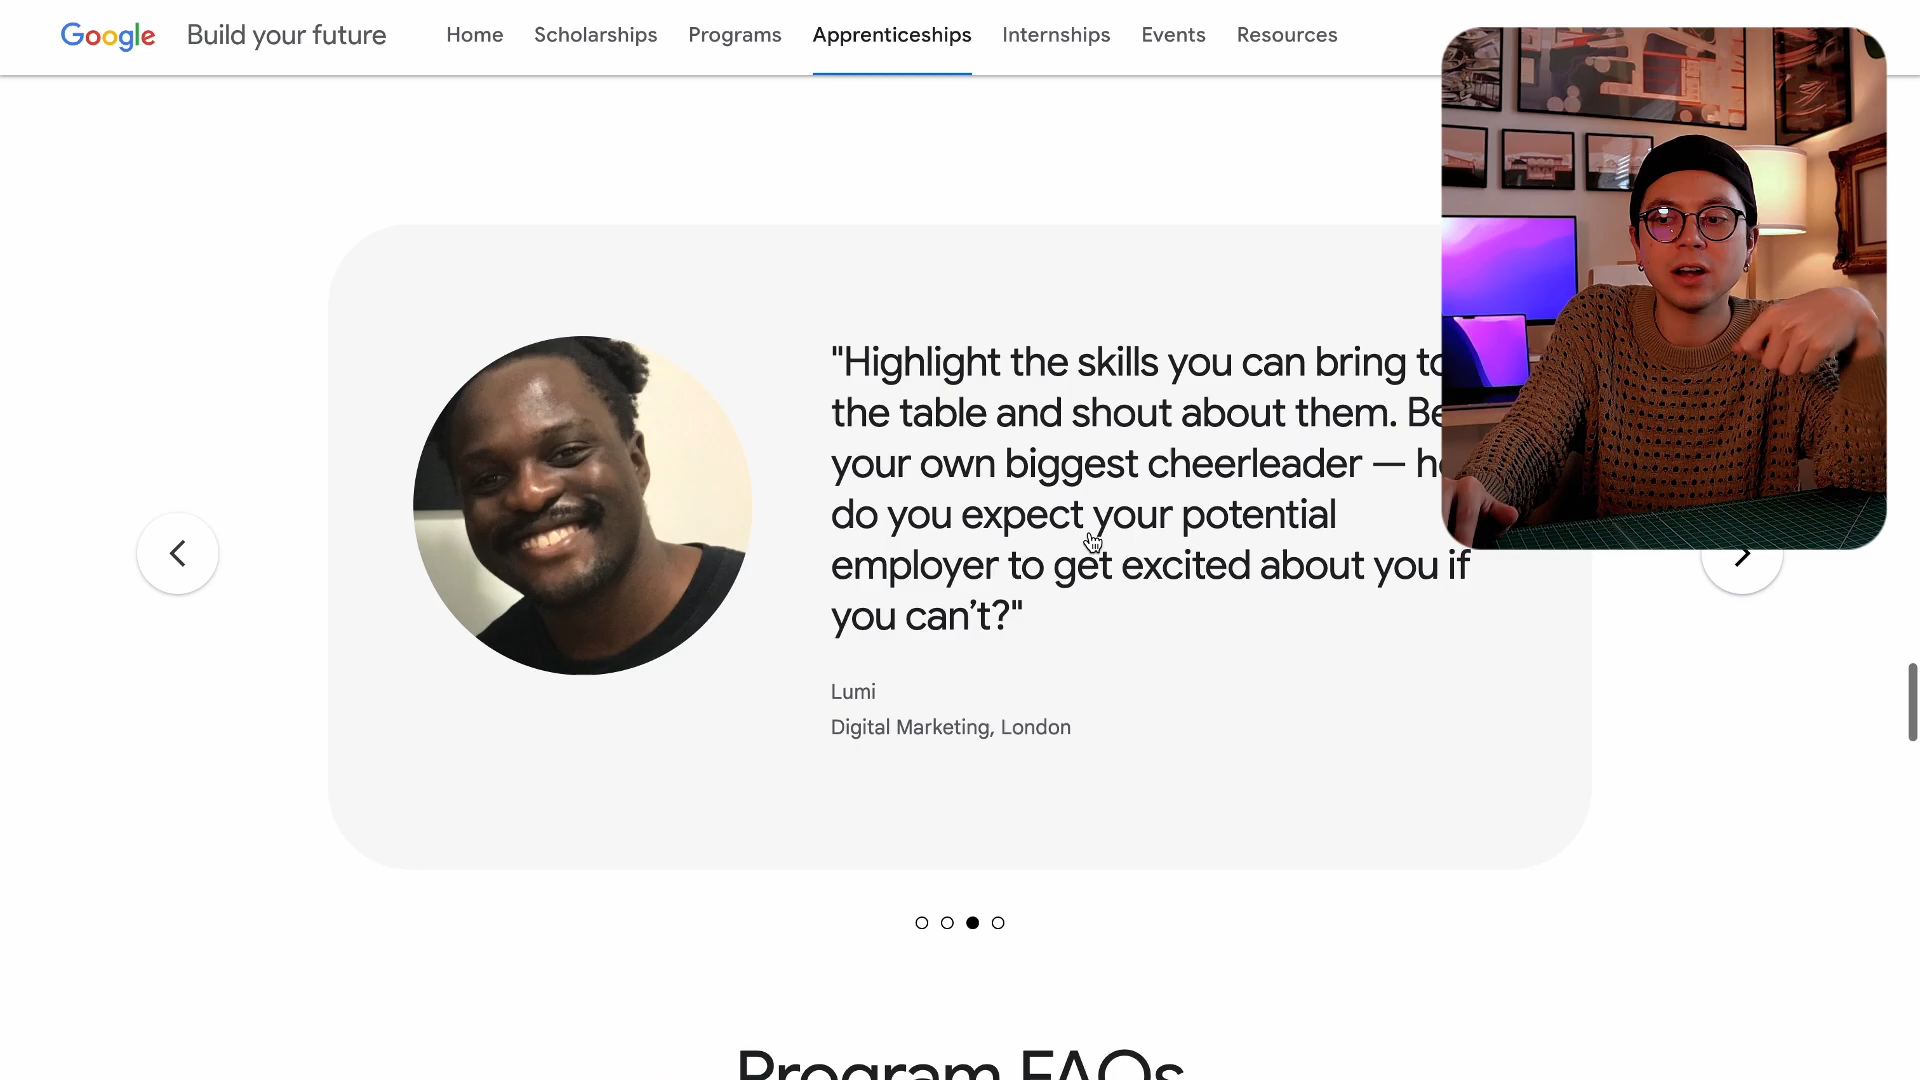 Google Build your future Home Scholarships Programs Apprenticeships Internships Events Resources
"Highlight the skills you can bring to
the table and shout about them. Be
your own biggest cheerleader —
do you expect your potential
employer to get excited about you if
you can’t?"
Lumi
Digital Marketing, London
Program FAQs